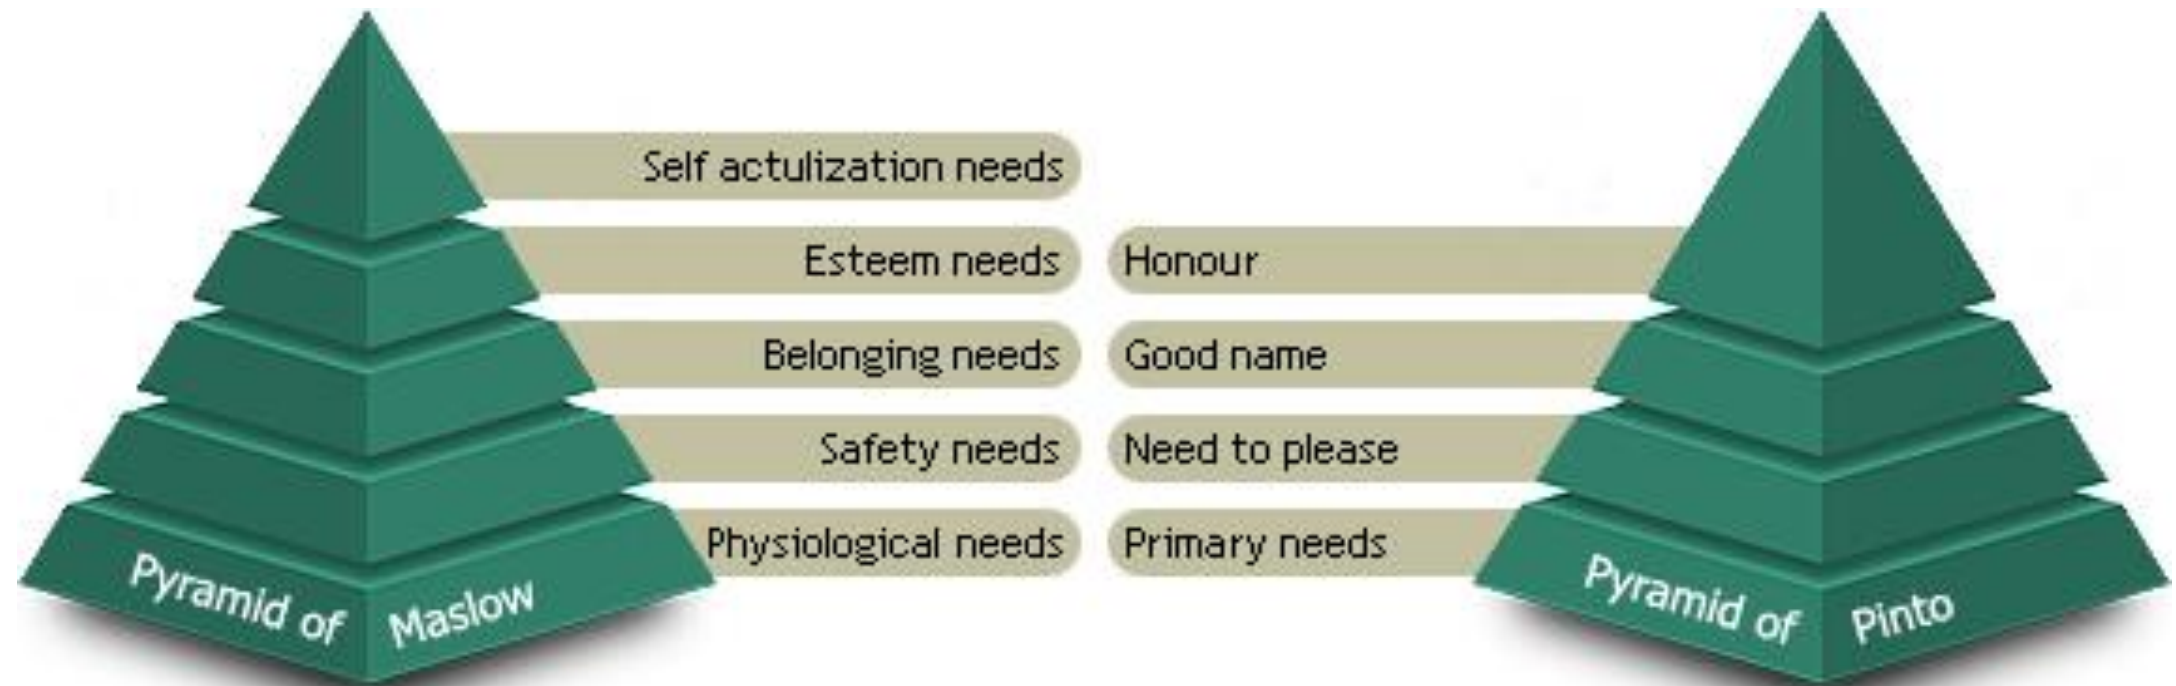 Self actulization needs
Esteem needs
Belonging needs
Safety needs
Physiological needs
Pyramid of Maslow
Honour
Good name
Need to please
Primary needs
Pyramid of Pinto